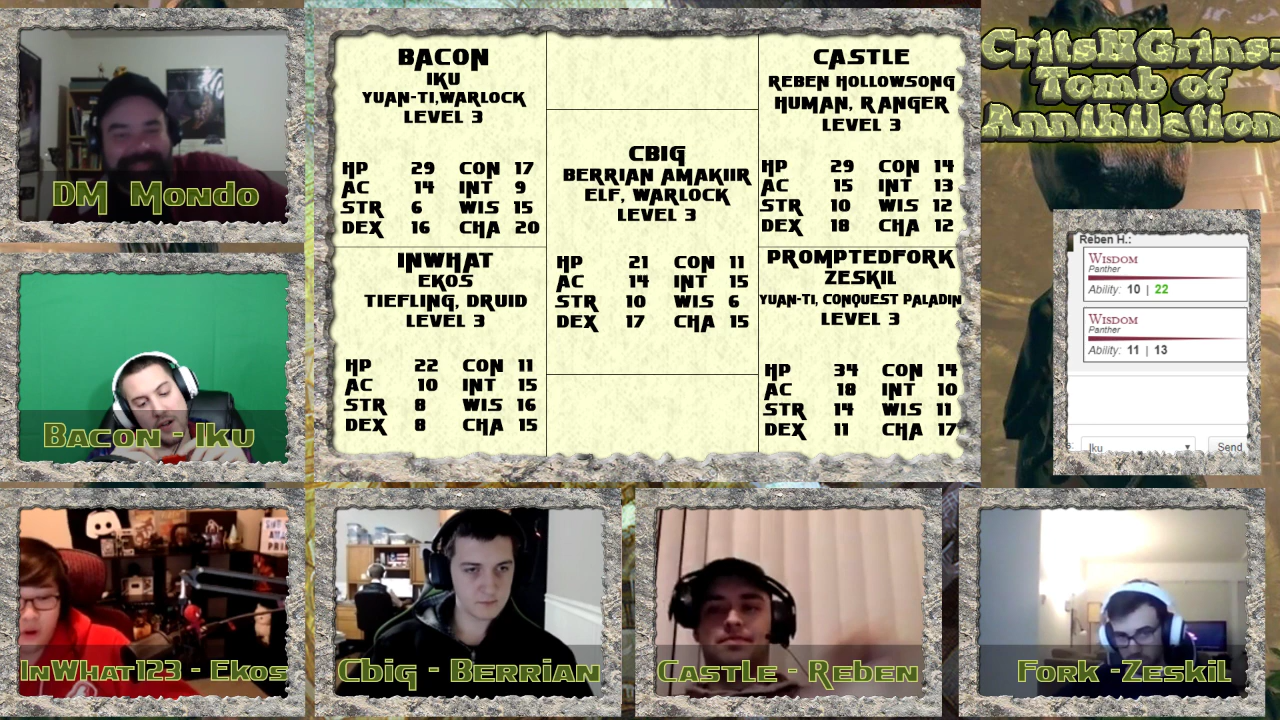 BACON
IKU
YUAN-TI, WARLOCK
LEVEL 3
HP 29 CON 17
AC 14 INT 9
STR 6 WIS 15
DEX 16 CHA 20
CBIG
BERRIAN AMAKIIR
ELF, WARLOCK
LEVEL 3
HP 21 CON 11
AC 14 INT 15
STR 10 WIS 6
DEX 17 CHA 15
CASTLE
REBEN HOLLOWSONG
HUMAN, RANGER
LEVEL 3
HP 29 CON 14
AC 15 INT 13
STR 10 WIS 12
DEX 18 CHA 12
INWHAT
EKOS
TIEFLING, DRUID
LEVEL 3
HP 22 CON 11
AC 10 INT 15
STR 8 WIS 16
DEX 8 CHA 15
PROMPTEDFORK
ZESKIL
YUAN-TI, CONQUEST PALADIN
LEVEL 3
HP 34 CON 14
AC 18 INT 10
STR 14 WIS 11
DEX 11 CHA 17
CritsNGrins:
Tomb of
Annihilation
Reben H.:
WISDOM
Panther
Ability: 10 | 22
WISDOM
Panther
Ability: 11 | 13
s: Iku Send
DM Mondo
Bacon - Iku
InWhat123 - Ekos
Cbig - Berrian
Castle - Reben
Fork -Zeskil